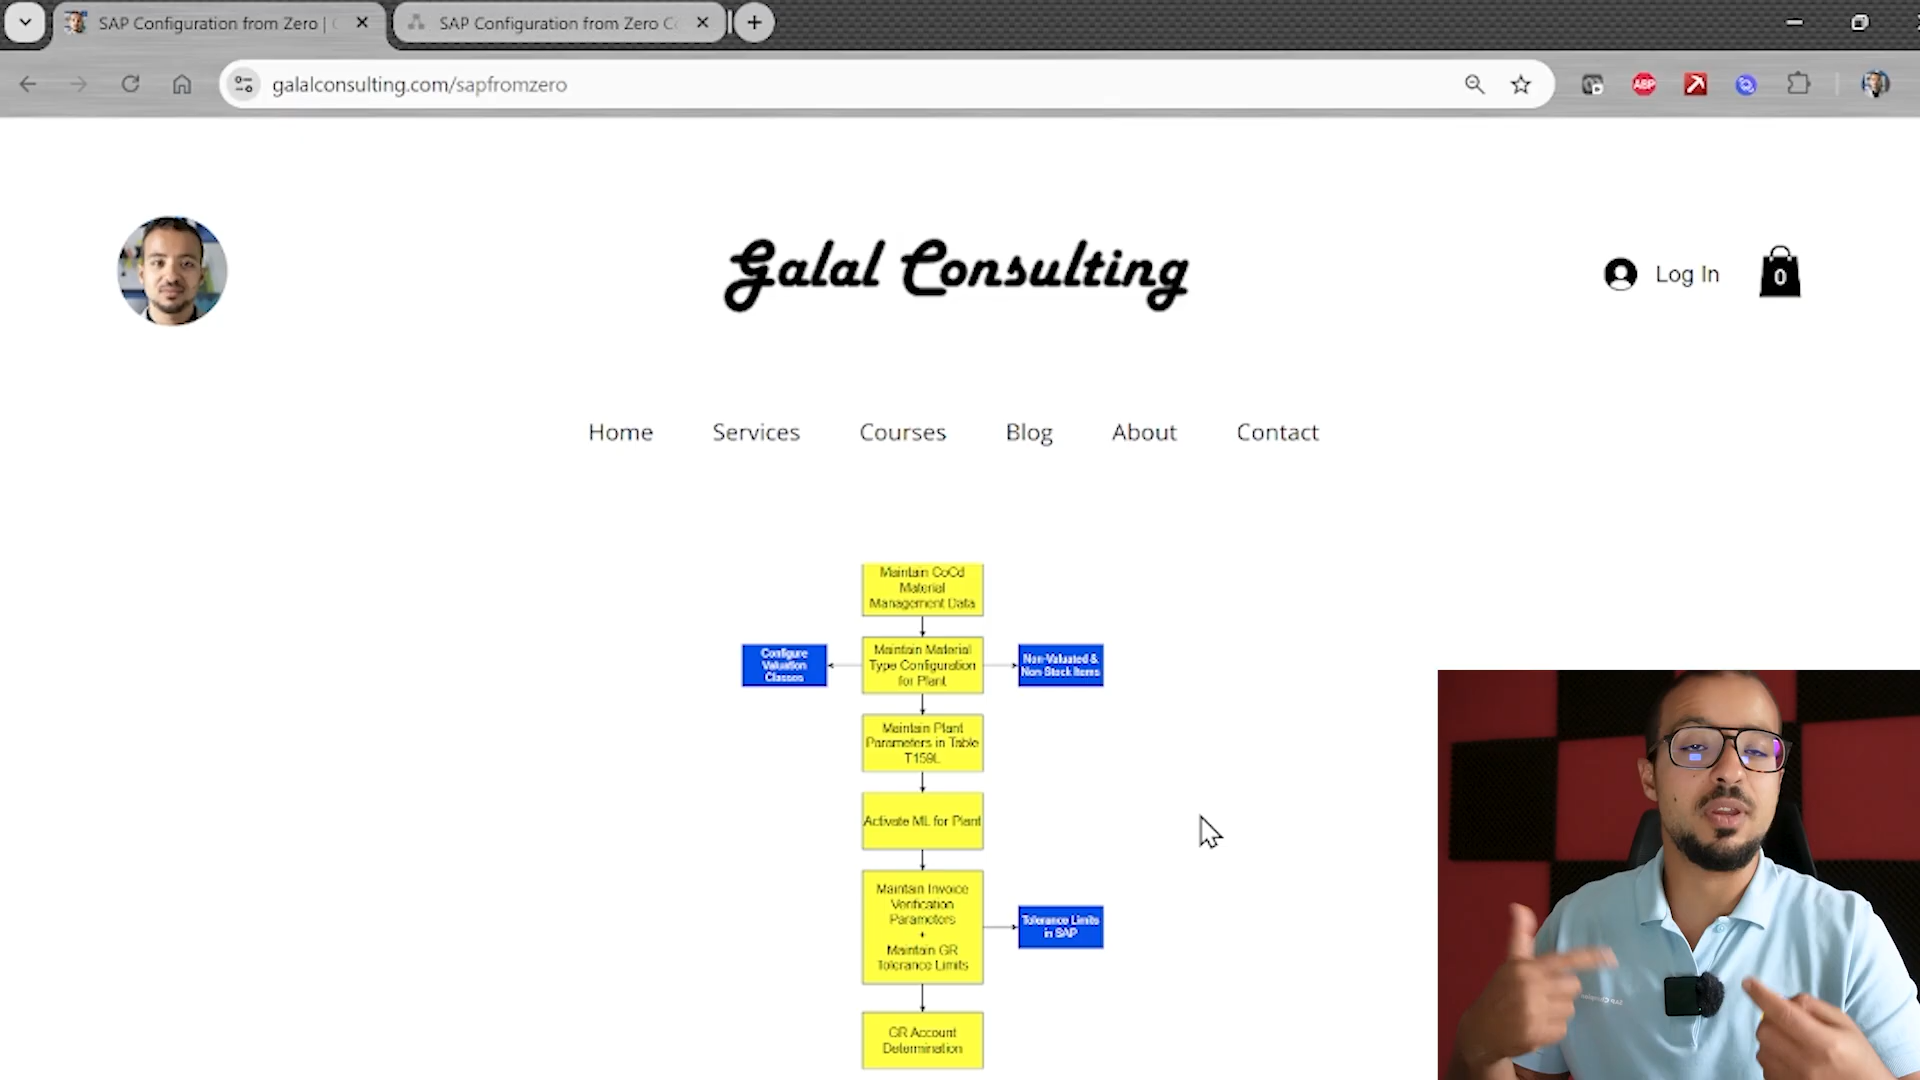 SAP Configuration from Zero |
SAP Configuration from Zero Co
galalconsulting.com/sapfromzero
ABP
Galal Consulting
Log In
0
Home
Services
Courses
Blog
About
Contact
Maintain CoCd
Material
Management Data
Configure
Valuation
Classes
Maintain Material
Type Configuration
for Plant
Non-Valuated &
Non-Stock Items
Maintain Plant
Parameters in Table
T159L
Activate ML for Plant
Maintain Invoice
Verification
Parameters
+
Maintain GR
Tolerance Limits
Tolerance Limits
in SAP
GR Account
Determination